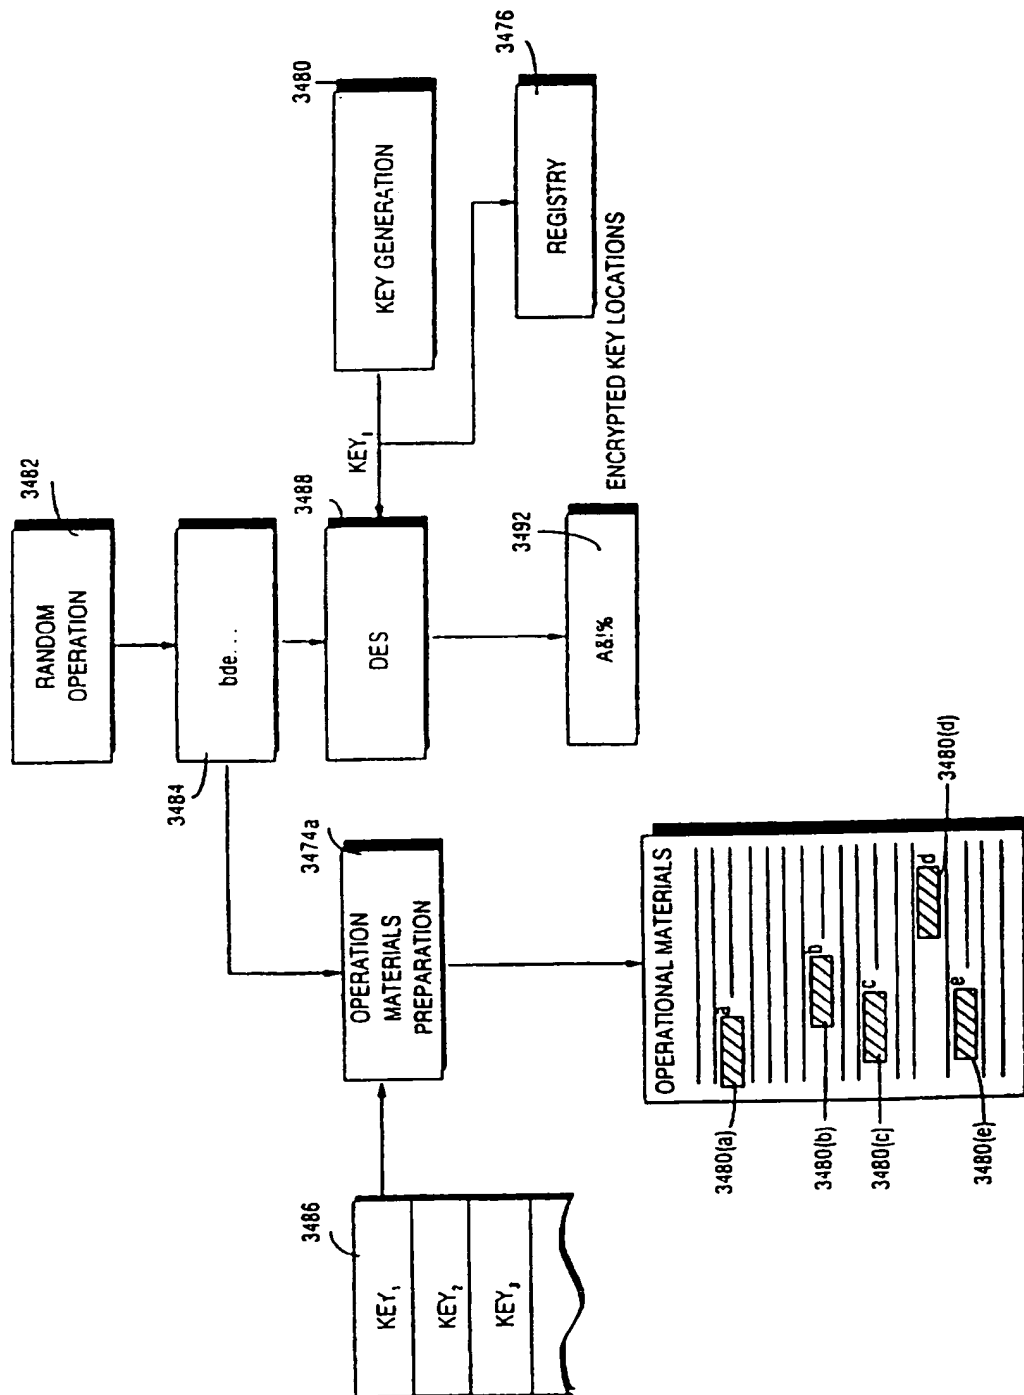 3482
RANDOM
OPERATION
3484
bde...
3480
KEY GENERATION
KEY₁
3488
DES
3476
REGISTRY
3492
A&!%
ENCRYPTED KEY LOCATIONS
3486
KEY₁
KEY₂
KEY₃
3474a
OPERATION
MATERIALS
PREPARATION
OPERATIONAL MATERIALS
a
b
c
d
e
3480(a)
3480(b)
3480(c)
3480(d)
3480(e)